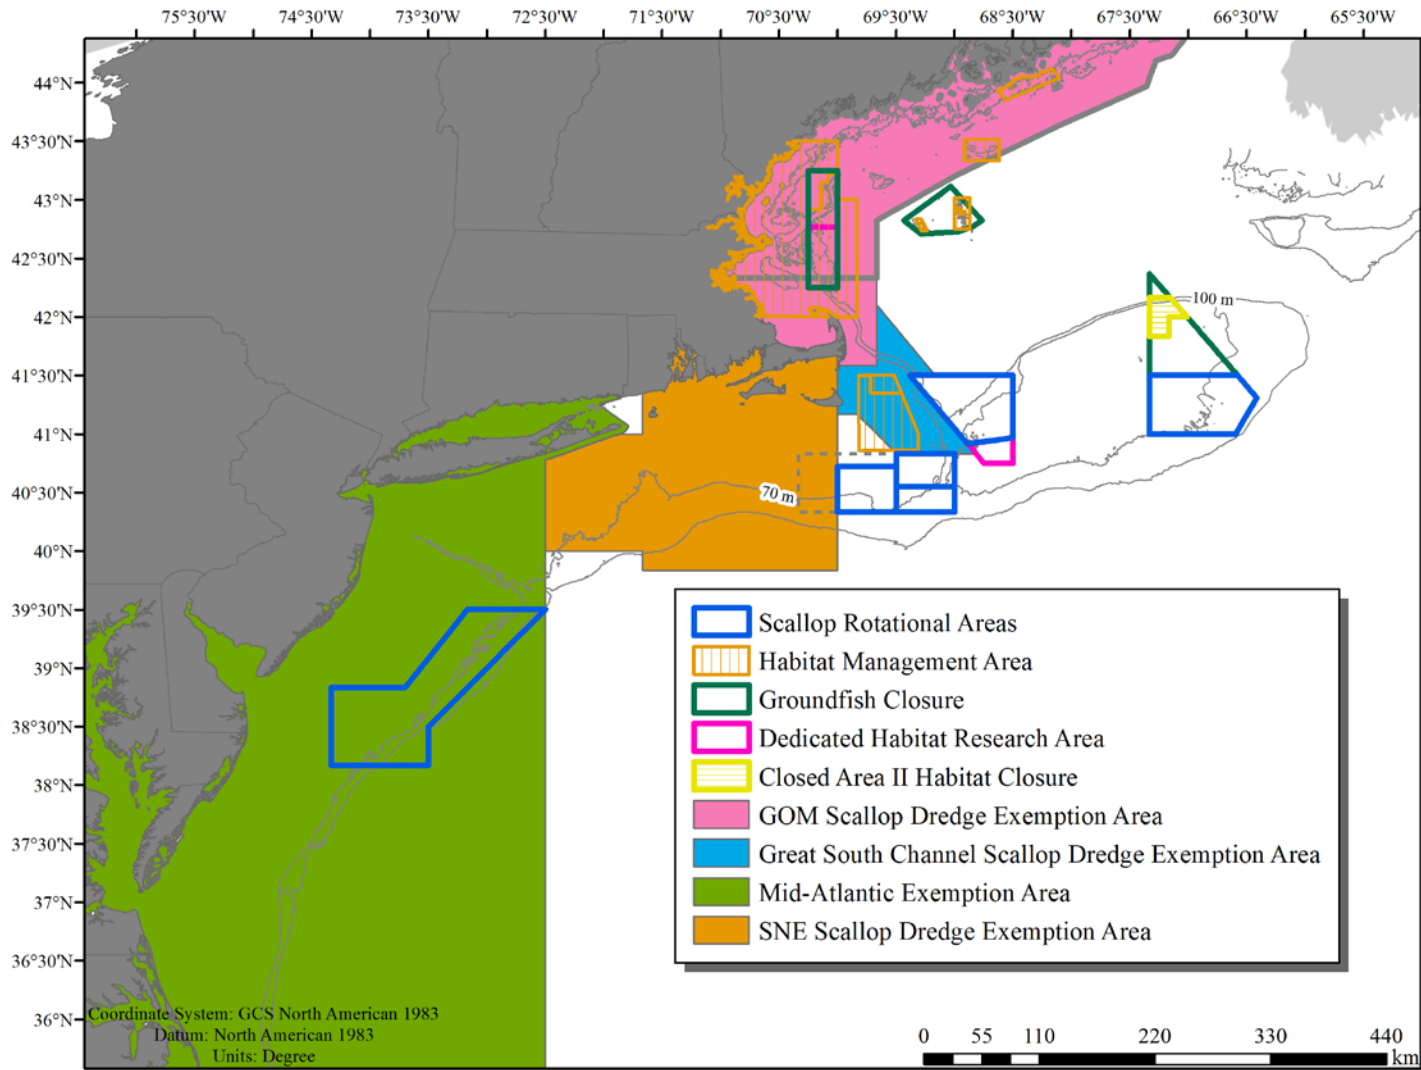 75°30'W 74°30'W 73°30'W 72°30'W 71°30'W 70°30'W 69°30'W 68°30'W 67°30'W 66°30'W 65°30'W
44°N
43°30'N
43°N
42°30'N
42°N
41°30'N
41°N
40°30'N
40°N
39°30'N
39°N
38°30'N
38°N
37°30'N
37°N
36°30'N
36°N
100 m
70 m
Scallop Rotational Areas
Habitat Management Area
Groundfish Closure
Dedicated Habitat Research Area
Closed Area II Habitat Closure
GOM Scallop Dredge Exemption Area
Great South Channel Scallop Dredge Exemption Area
Mid-Atlantic Exemption Area
SNE Scallop Dredge Exemption Area
Coordinate System: GCS North American 1983
Datum: North American 1983
Units: Degree
0 55 110 220 330 440
km